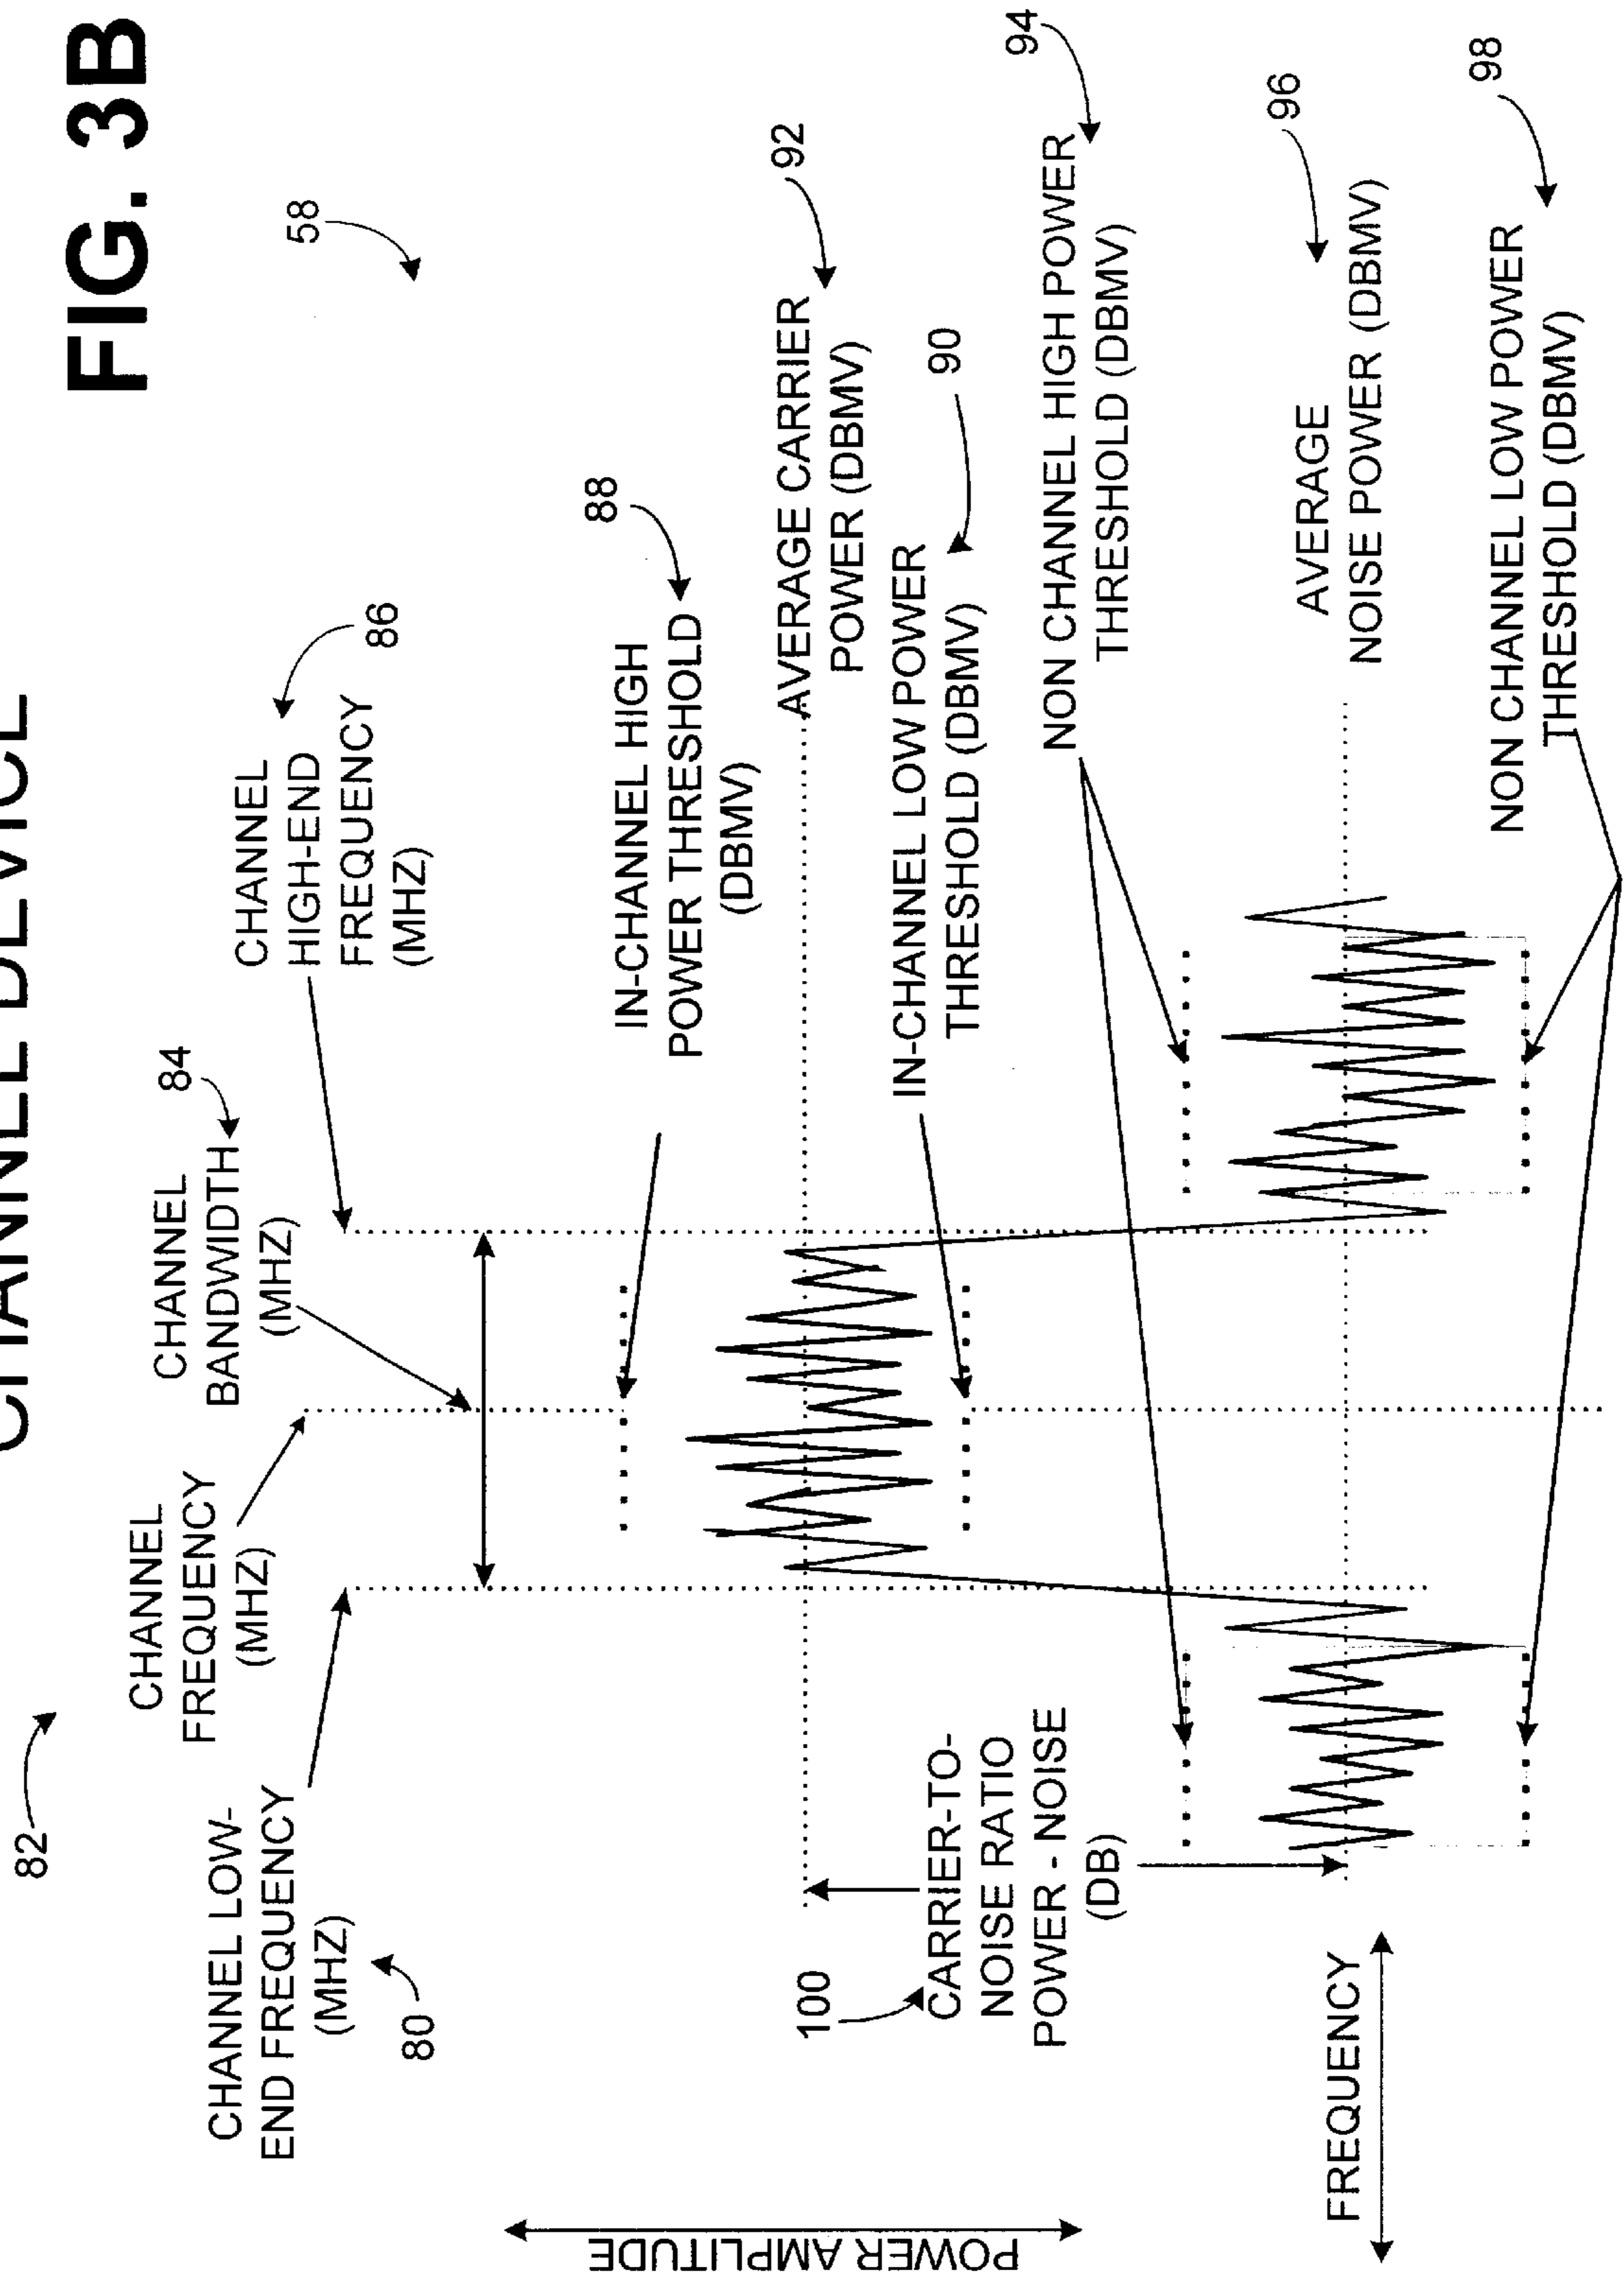 CHANNEL DEVICE
FIG. 3B
82
58
CHANNEL
FREQUENCY
(MHZ)
CHANNEL
BANDWIDTH
(MHZ)
84
CHANNEL
HIGH-END
FREQUENCY
(MHZ)
86
CHANNEL LOW-
END FREQUENCY
(MHZ)
80
IN-CHANNEL HIGH
POWER THRESHOLD
(DBMV)
88
AVERAGE CARRIER
POWER (DBMV)
92
IN-CHANNEL LOW POWER
THRESHOLD (DBMV)
90
NON CHANNEL HIGH POWER
THRESHOLD (DBMV)
94
100
CARRIER-TO-
NOISE RATIO
POWER - NOISE
(DB)
AVERAGE
NOISE POWER (DBMV)
96
NON CHANNEL LOW POWER
THRESHOLD (DBMV)
98
POWER AMPLITUDE
FREQUENCY